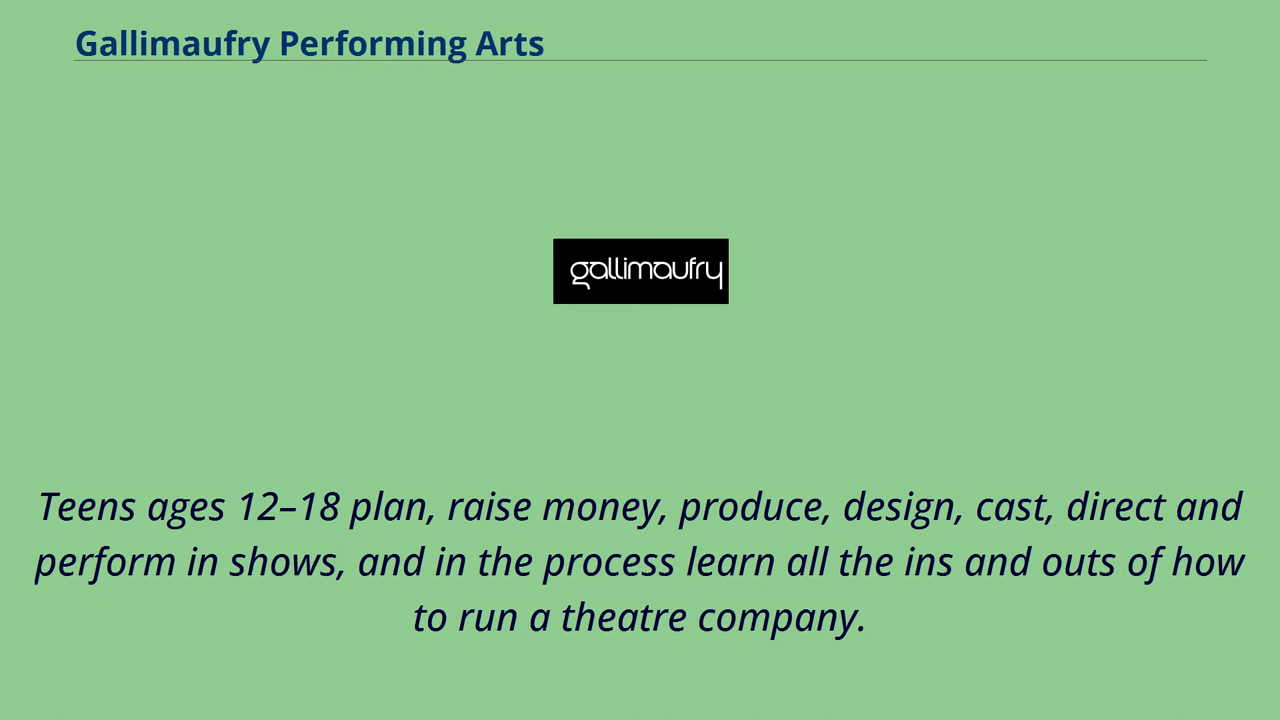 Gallimaufry Performing Arts
gallimaufry
Teens ages 12–18 plan, raise money, produce, design, cast, direct and
perform in shows, and in the process learn all the ins and outs of how
to run a theatre company.